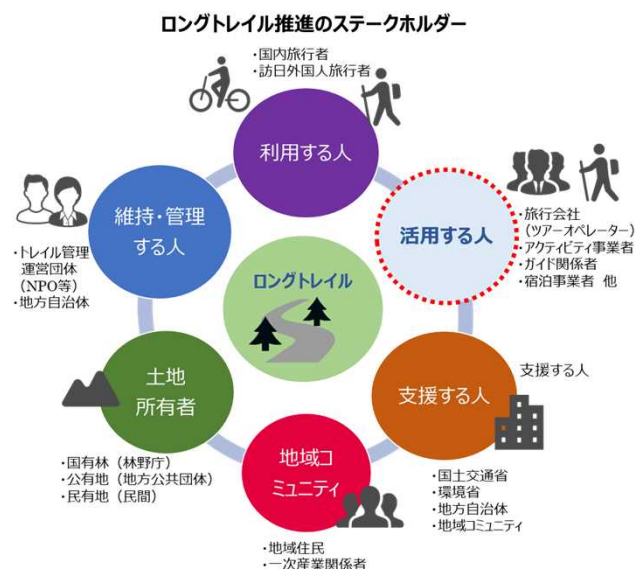 ロングトレイル推進のステークホルダー
・国内旅行者
・訪日外国人旅行者
利用する人
活用する人
・旅行会社
（ツアーオペレーター）
・アクティビティ事業者
・ガイド関係者
・宿泊事業者 他
支援する人
支援する人
・国土交通省
・環境省
・地方自治体
・地域コミュニティ
地域コ
ミュニティ
・地域住民
・一次産業関係者
土地
所有者
・国有林（林野庁）
・公有地（地方公共団体）
・民有地（民間）
維持・管理
する人
・トレイル管理
運営団体
（NPO等）
・地方自治体
ロングトレイル